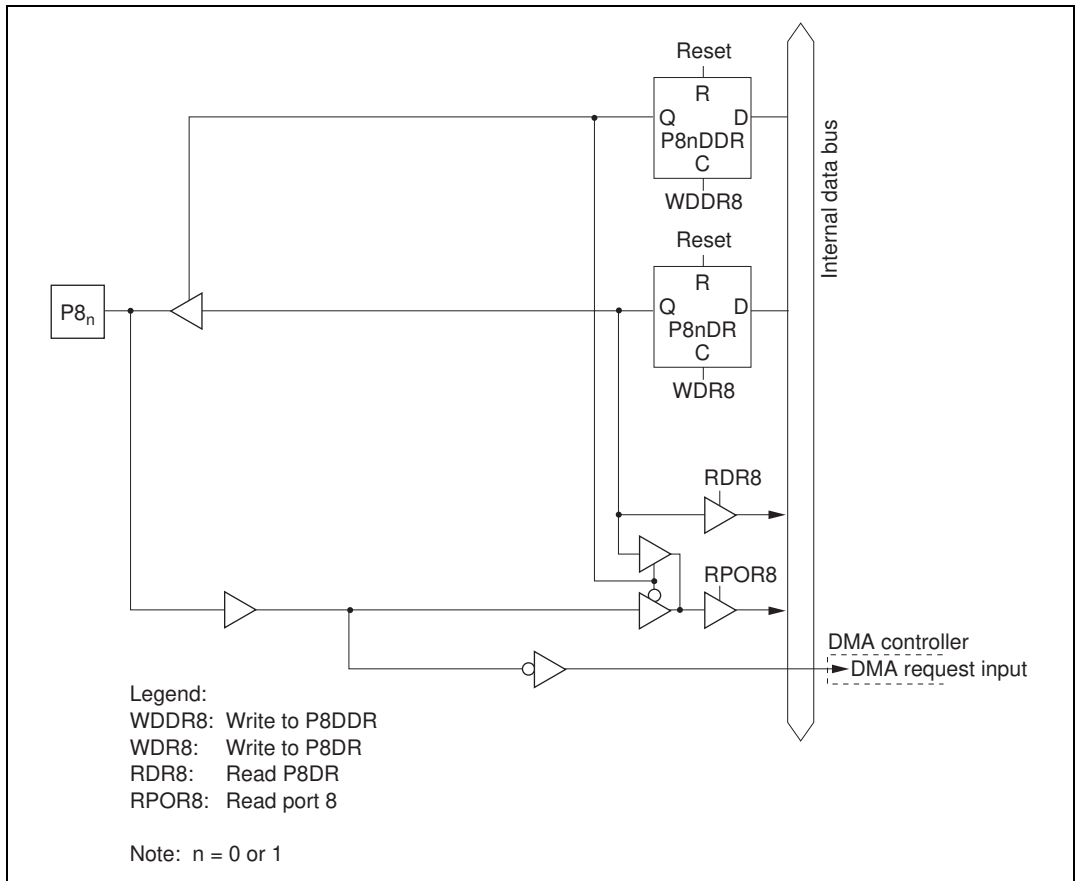 Reset
R
Q D
P8nDDR
C
WDDR8
Internal data bus
Reset
R
Q D
P8nDR
C
WDR8
P8n
RDR8
RPOR8
DMA controller
DMA request input
Legend:
WDDR8: Write to P8DDR
WDR8: Write to P8DR
RDR8: Read P8DR
RPOR8: Read port 8
Note: n = 0 or 1